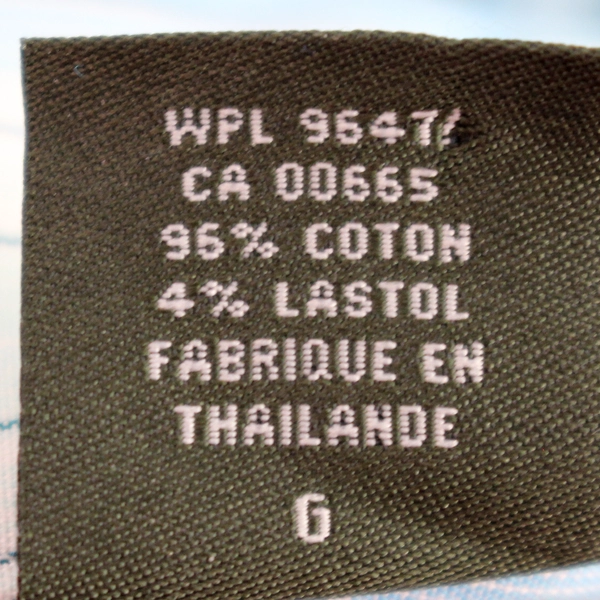 WPL 9647/
CA 00665
96% COTON
4% LASTOL
FABRIQUE EN
THAILANDE
G